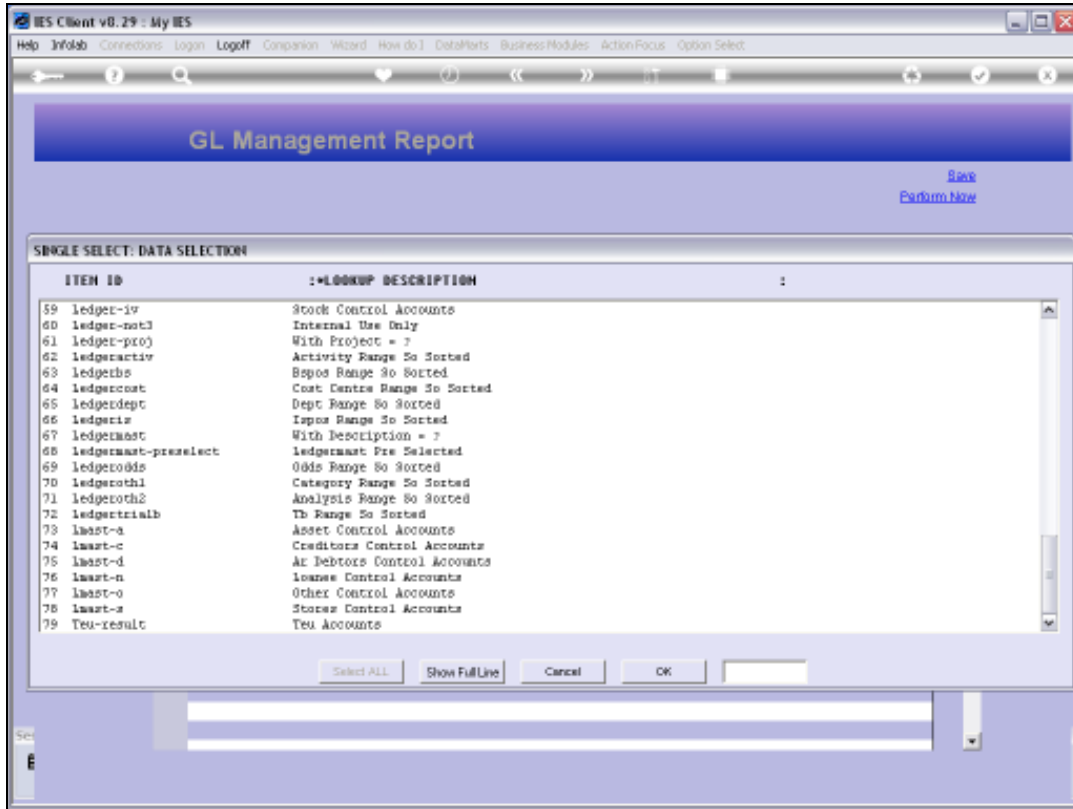 IES Client v8.29 : My IES
Help Infolab Connections Logon Logoff Companion Wizard How do I DataMarts Business Modules Action Focus Option Select
GL Management Report
Save
Perform Now
SINGLE SELECT: DATA SELECTION
ITEM ID :*LOOKUP DESCRIPTION :
59 ledger-iv Stock Control Accounts
60 ledger-not3 Internal Use Only
61 ledger-proj With Project = ?
62 ledgeractiv Activity Range So Sorted
63 ledgerbs Bspos Range So Sorted
64 ledgercost Cost Centre Range So Sorted
65 ledgerdept Dept Range So Sorted
66 ledgeris Ispos Range So Sorted
67 ledgermast With Description = ?
68 ledgermast-preselect ledgermast Pre Selected
69 ledgerodds Odds Range So Sorted
70 ledgeroth1 Category Range So Sorted
71 ledgeroth2 Analysis Range So Sorted
72 ledgertrialb Tb Range So Sorted
73 lmast-a Asset Control Accounts
74 lmast-c Creditors Control Accounts
75 lmast-d Ar Debtors Control Accounts
76 lmast-n loanee Control Accounts
77 lmast-o Other Control Accounts
78 lmast-s Stores Control Accounts
79 Teu-result Teu Accounts
Select ALL Show Full Line Cancel OK